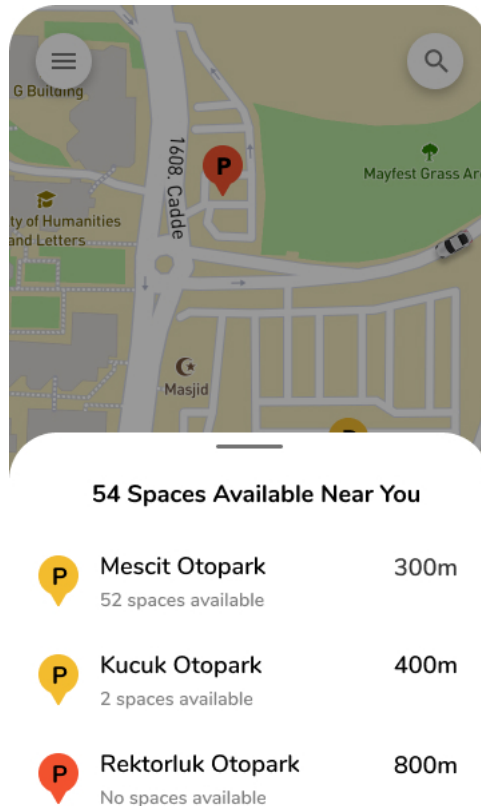 G Building
1608. Cadde
P
Mayfest Grass Ar
ty of Humanities
and Letters
Masjid
54 Spaces Available Near You
P
Mescit Otopark
300m
52 spaces available
P
Kucuk Otopark
400m
2 spaces available
P
Rektorluk Otopark
800m
No spaces available